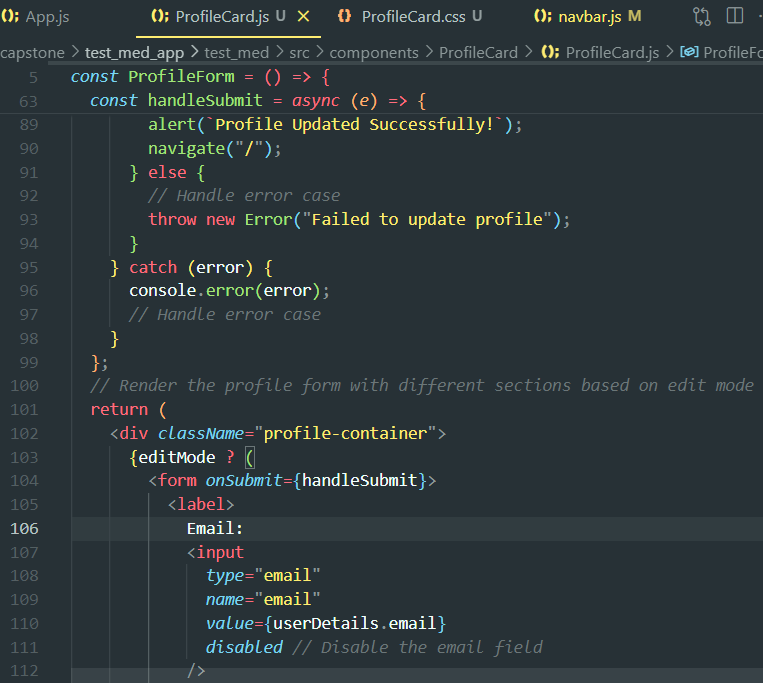 App.js
ProfileCard.js U
ProfileCard.css U
navbar.js M
capstone > test_med_app > test_med > src > components > ProfileCard > ProfileCard.js > ProfileFo
5 const ProfileForm = () => {
63 const handleSubmit = async (e) => {
89 alert(`Profile Updated Successfully!`);
90 navigate("/");
91 } else {
92 // Handle error case
93 throw new Error("Failed to update profile");
94 }
95 } catch (error) {
96 console.error(error);
97 // Handle error case
98 }
99 };
100 // Render the profile form with different sections based on edit mode
101 return (
102 <div className="profile-container">
103 {editMode ? (
104 <form onSubmit={handleSubmit}>
105 <label>
106 Email:
107 <input
108 type="email"
109 name="email"
110 value={userDetails.email}
111 disabled // Disable the email field
112 />